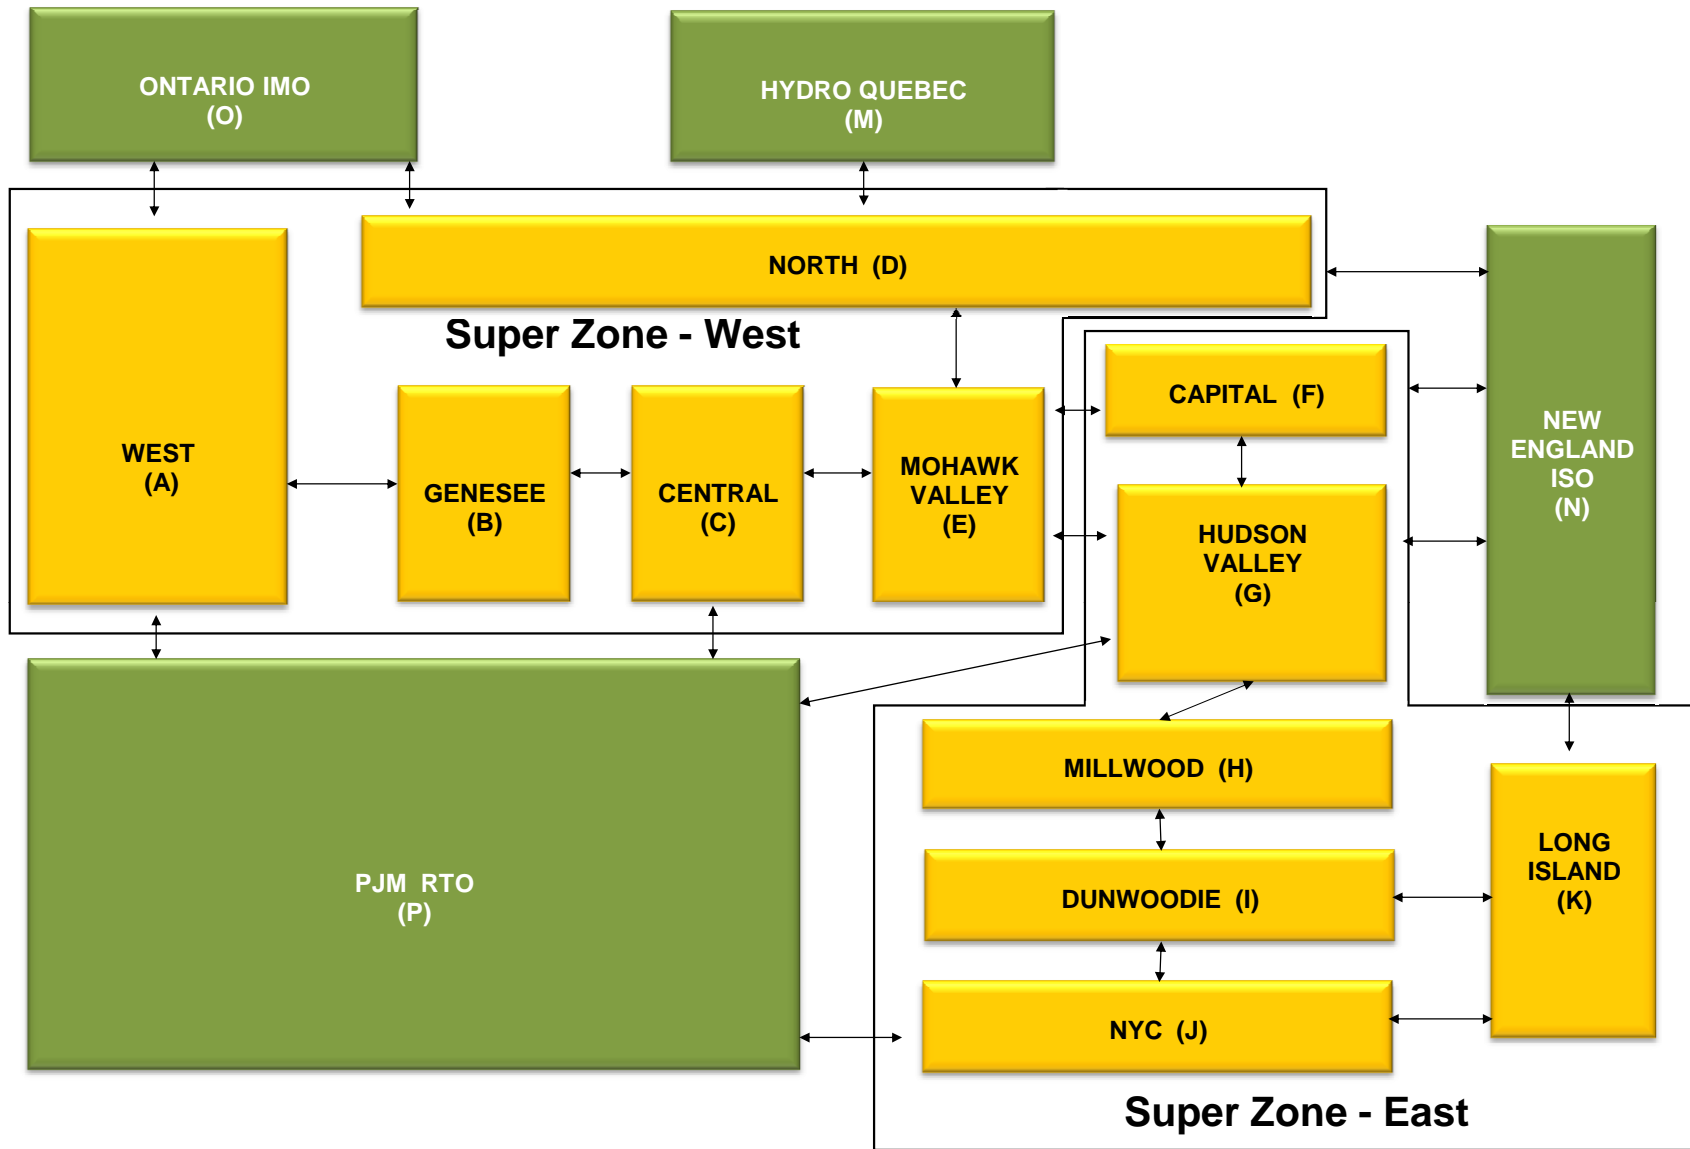 ONTARIO IMO
(O)
HYDRO QUEBEC
(M)
NORTH (D)
Super Zone - West
CAPITAL (F)
WEST
(A)
GENESEE
(B)
CENTRAL
(C)
MOHAWK
VALLEY
(E)
HUDSON
VALLEY
(G)
NEW
ENGLAND
ISO
(N)
MILLWOOD (H)
PJM RTO
(P)
DUNWOODIE (I)
LONG
ISLAND
(K)
NYC (J)
Super Zone - East